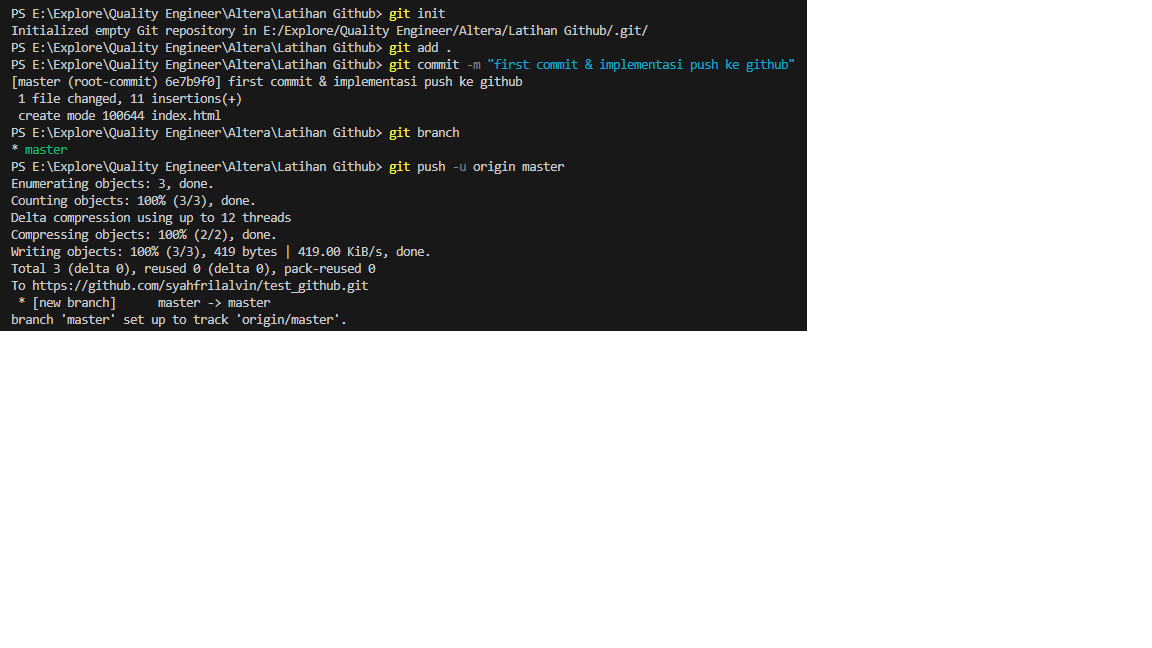 PS E:\Explore\Quality Engineer\Altera\Latihan Github> git init
Initialized empty Git repository in E:/Explore/Quality Engineer/Altera/Latihan Github/.git/
PS E:\Explore\Quality Engineer\Altera\Latihan Github> git add .
PS E:\Explore\Quality Engineer\Altera\Latihan Github> git commit -m "first commit & implementasi push ke github"
[master (root-commit) 6e7b9f0] first commit & implementasi push ke github
 1 file changed, 11 insertions(+)
 create mode 100644 index.html
PS E:\Explore\Quality Engineer\Altera\Latihan Github> git branch
* master
PS E:\Explore\Quality Engineer\Altera\Latihan Github> git push -u origin master
Enumerating objects: 3, done.
Counting objects: 100% (3/3), done.
Delta compression using up to 12 threads
Compressing objects: 100% (2/2), done.
Writing objects: 100% (3/3), 419 bytes | 419.00 KiB/s, done.
Total 3 (delta 0), reused 0 (delta 0), pack-reused 0
To https://github.com/syahfrilalvin/test_github.git
 * [new branch]      master -> master
branch 'master' set up to track 'origin/master'.